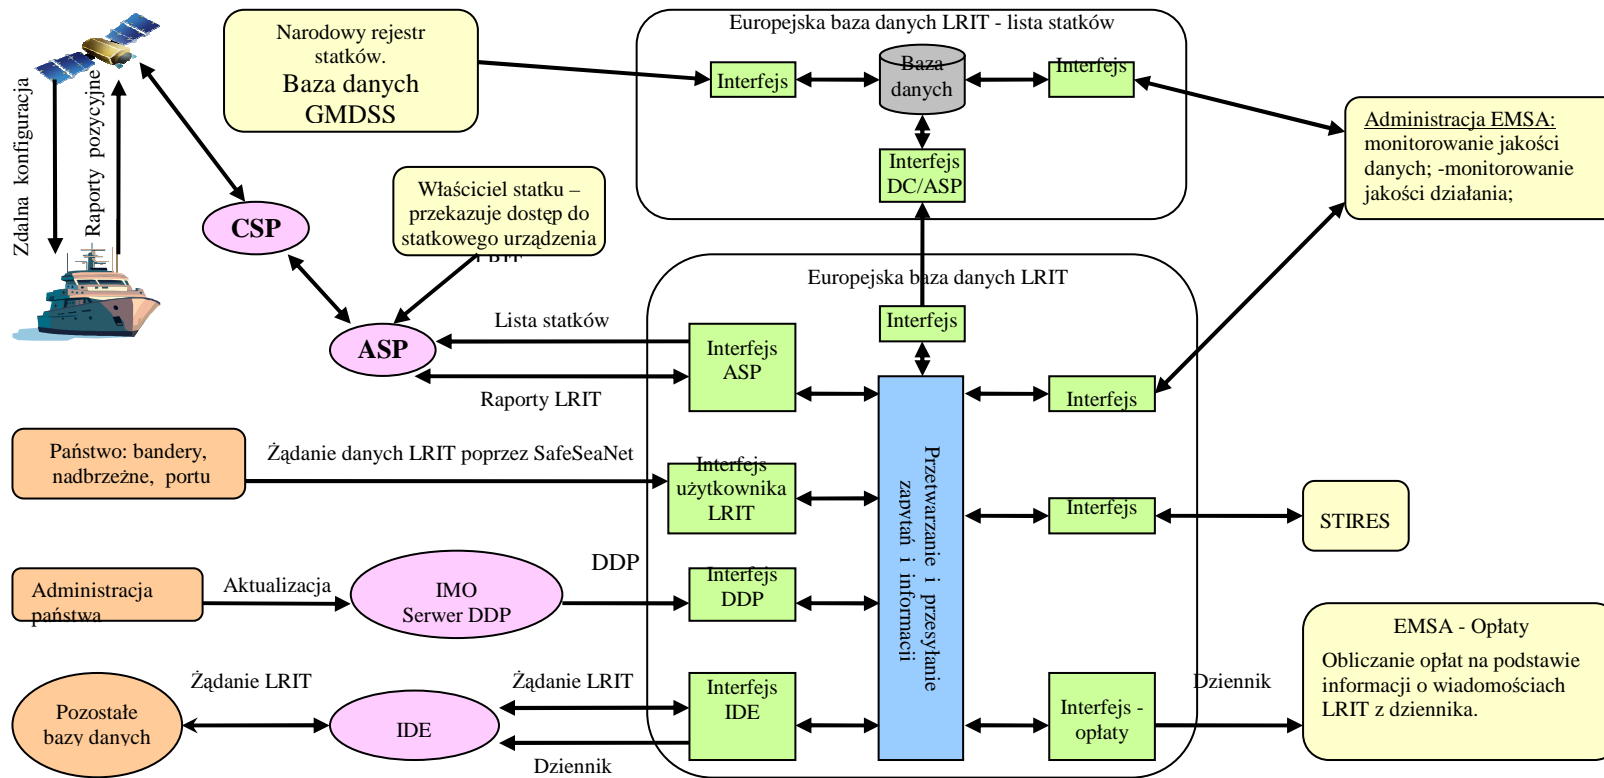 Europejska baza danych LRIT - lista statków
Narodowy rejestr
statków.
Baza danych
GMDSS
Interfejs
Baza
danych
Interfejs
Interfejs
DC/ASP
Administracja EMSA:
monitorowanie jakości
danych; -monitorowanie
jakości działania;
Zdalna konfiguracja
Raporty pozycyjne
CSP
Właściciel statku –
przekazuje dostęp do
statkowego urządzenia
LRIT
Europejska baza danych LRIT
Interfejs
Lista statków
ASP
Interfejs
ASP
Raporty LRIT
Interfejs
Państwo: bandery,
nadbrzeżne, portu
Żądanie danych LRIT poprzez SafeSeaNet
Interfejs
użytkownika
LRIT
Przetwarzanie i przesyłanie
zapytań i informacji
Interfejs
STIRES
Administracja
państwa
Aktualizacja
IMO
Serwer DDP
DDP
Interfejs
DDP
EMSA - Opłaty
Obliczanie opłat na podstawie
informacji o wiadomościach
LRIT z dziennika.
Pozostałe
bazy danych
Żądanie LRIT
IDE
Żądanie LRIT
Dziennik
Interfejs
IDE
Interfejs -
opłaty
Dziennik